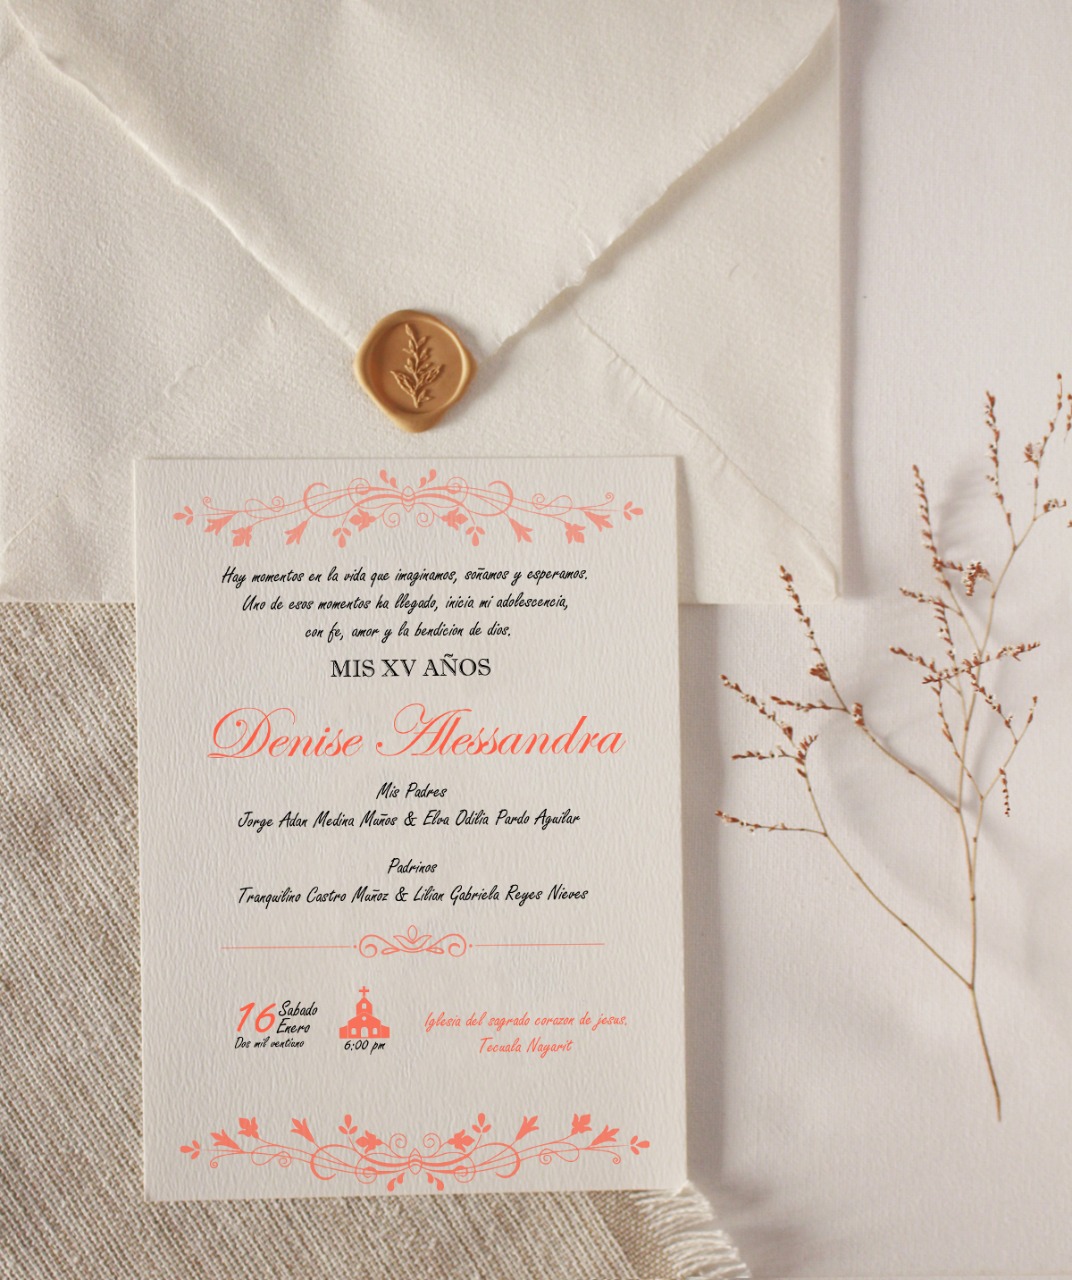 Hay momentos en la vida que imaginamos, soñamos y esperamos.
Uno de esos momentos ha llegado, inicia mi adolescencia,
con fe, amor y la bendicion de dios.
MIS XV AÑOS
Denise Alessandra
Mis Padres
Jorge Adan Medina Muños & Elva Odilia Pardo Aguilar
Padrinos
Tranquilino Castro Muñoz & Lilian Gabriela Reyes Nieves
16 Sabado
Enero
Dos mil ventiuno
6:00 pm
Iglesia del sagrado corazon de jesus.
Tecuala Nayarit